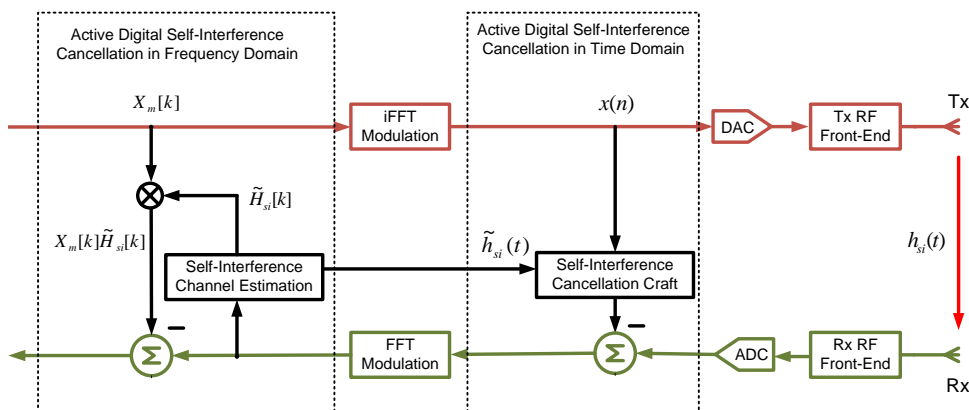 Active Digital Self-Interference
Cancellation in Frequency Domain
Active Digital Self-Interference
Cancellation in Time Domain
X_m[k]
iFFT
Modulation
x(n)
DAC
Tx RF
Front-End
Tx
H̃_si[k]
X_m[k]H̃_si[k]
Self-Interference
Channel Estimation
h̃_si(t)
Self-Interference
Cancellation Craft
h_si(t)
−
Σ
FFT
Modulation
−
Σ
ADC
Rx RF
Front-End
Rx